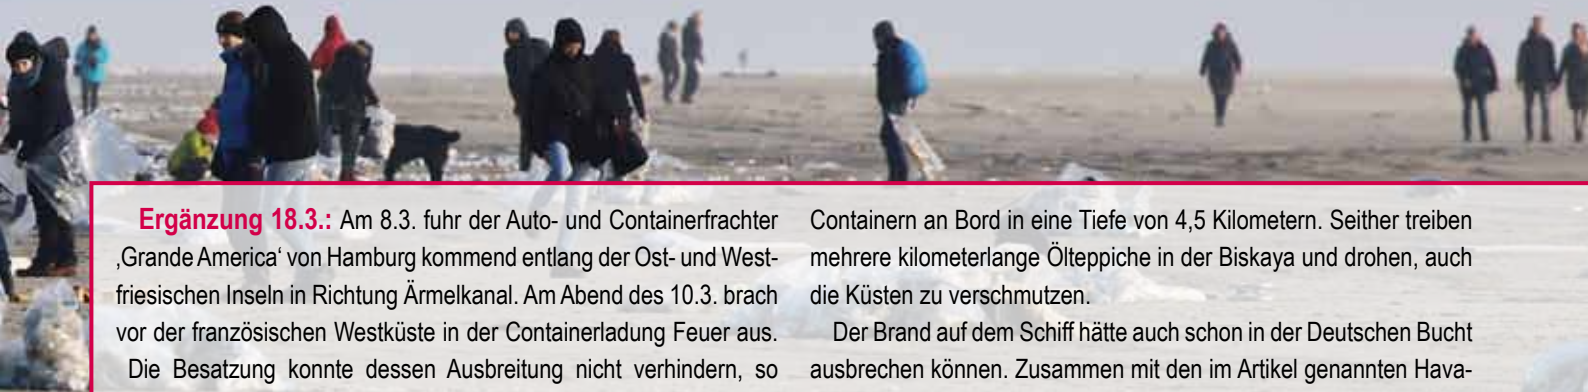 Ergänzung 18.3.: Am 8.3. fuhr der Auto- und Containerfrachter
‚Grande America‘ von Hamburg kommend entlang der Ost- und West-
friesischen Inseln in Richtung Ärmelkanal. Am Abend des 10.3. brach
vor der französischen Westküste in der Containerladung Feuer aus.
Die Besatzung konnte dessen Ausbreitung nicht verhindern, so
Containern an Bord in eine Tiefe von 4,5 Kilometern. Seither treiben
mehrere kilometerlange Ölteppiche in der Biskaya und drohen, auch
die Küsten zu verschmutzen.
Der Brand auf dem Schiff hätte auch schon in der Deutschen Bucht
ausbrechen können. Zusammen mit den im Artikel genannten Hava-